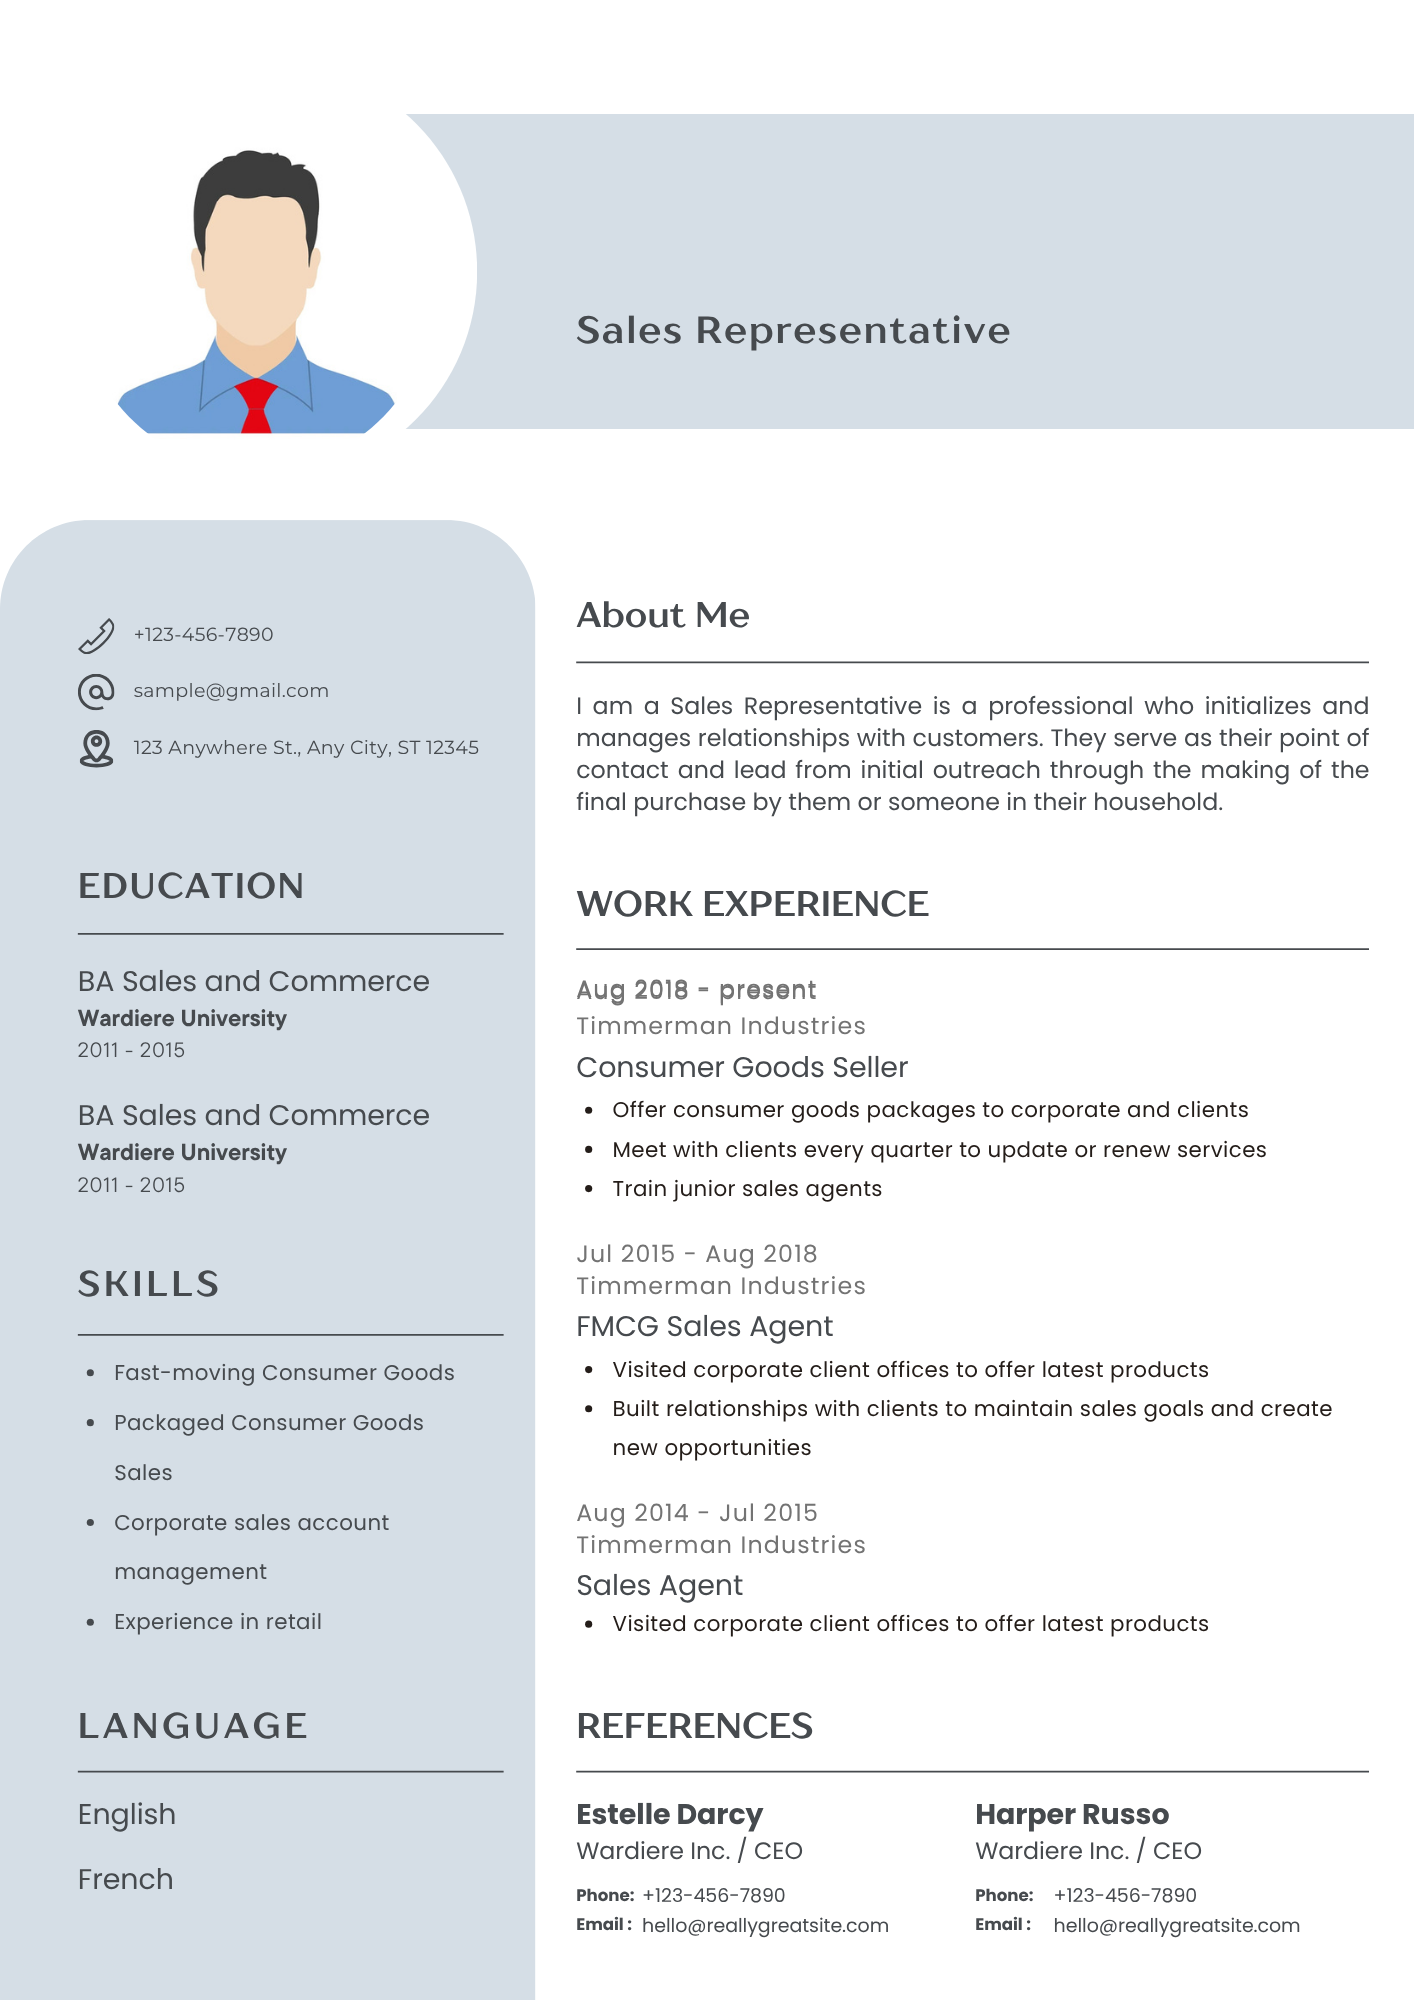 Sales Representative
+123-456-7890
sample@gmail.com
123 Anywhere St., Any City, ST 12345
EDUCATION
BA Sales and Commerce
Wardiere University
2011 - 2015
BA Sales and Commerce
Wardiere University
2011 - 2015
SKILLS
• Fast-moving Consumer Goods
• Packaged Consumer Goods
Sales
• Corporate sales account
management
• Experience in retail
LANGUAGE
English
French
About Me
I am a Sales Representative is a professional who initializes and
manages relationships with customers. They serve as their point of
contact and lead from initial outreach through the making of the
final purchase by them or someone in their household.
WORK EXPERIENCE
Aug 2018 - present
Timmerman Industries
Consumer Goods Seller
• Offer consumer goods packages to corporate and clients
• Meet with clients every quarter to update or renew services
• Train junior sales agents
Jul 2015 - Aug 2018
Timmerman Industries
FMCG Sales Agent
• Visited corporate client offices to offer latest products
• Built relationships with clients to maintain sales goals and create
new opportunities
Aug 2014 - Jul 2015
Timmerman Industries
Sales Agent
• Visited corporate client offices to offer latest products
REFERENCES
Estelle Darcy
Wardiere Inc. / CEO
Phone: +123-456-7890
Email : hello@reallygreatsite.com
Harper Russo
Wardiere Inc. / CEO
Phone: +123-456-7890
Email : hello@reallygreatsite.com